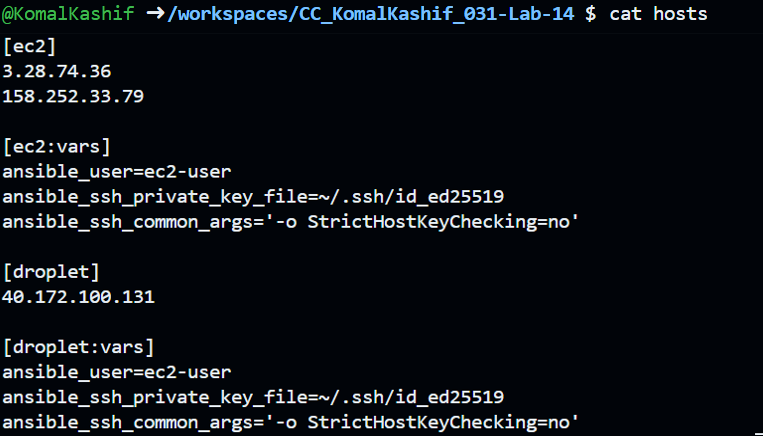 @KomalKashif ➜/workspaces/CC_KomalKashif_031-Lab-14 $ cat hosts
[ec2]
3.28.74.36
158.252.33.79
[ec2:vars]
ansible_user=ec2-user
ansible_ssh_private_key_file=~/.ssh/id_ed25519
ansible_ssh_common_args='-o StrictHostKeyChecking=no'
[droplet]
40.172.100.131
[droplet:vars]
ansible_user=ec2-user
ansible_ssh_private_key_file=~/.ssh/id_ed25519
ansible_ssh_common_args='-o StrictHostKeyChecking=no'